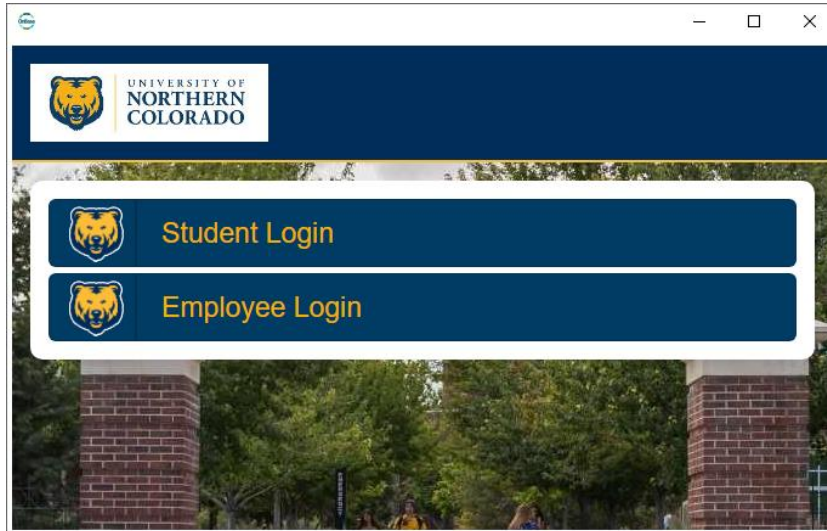 UNIVERSITY OF
NORTHERN
COLORADO
Student Login
Employee Login